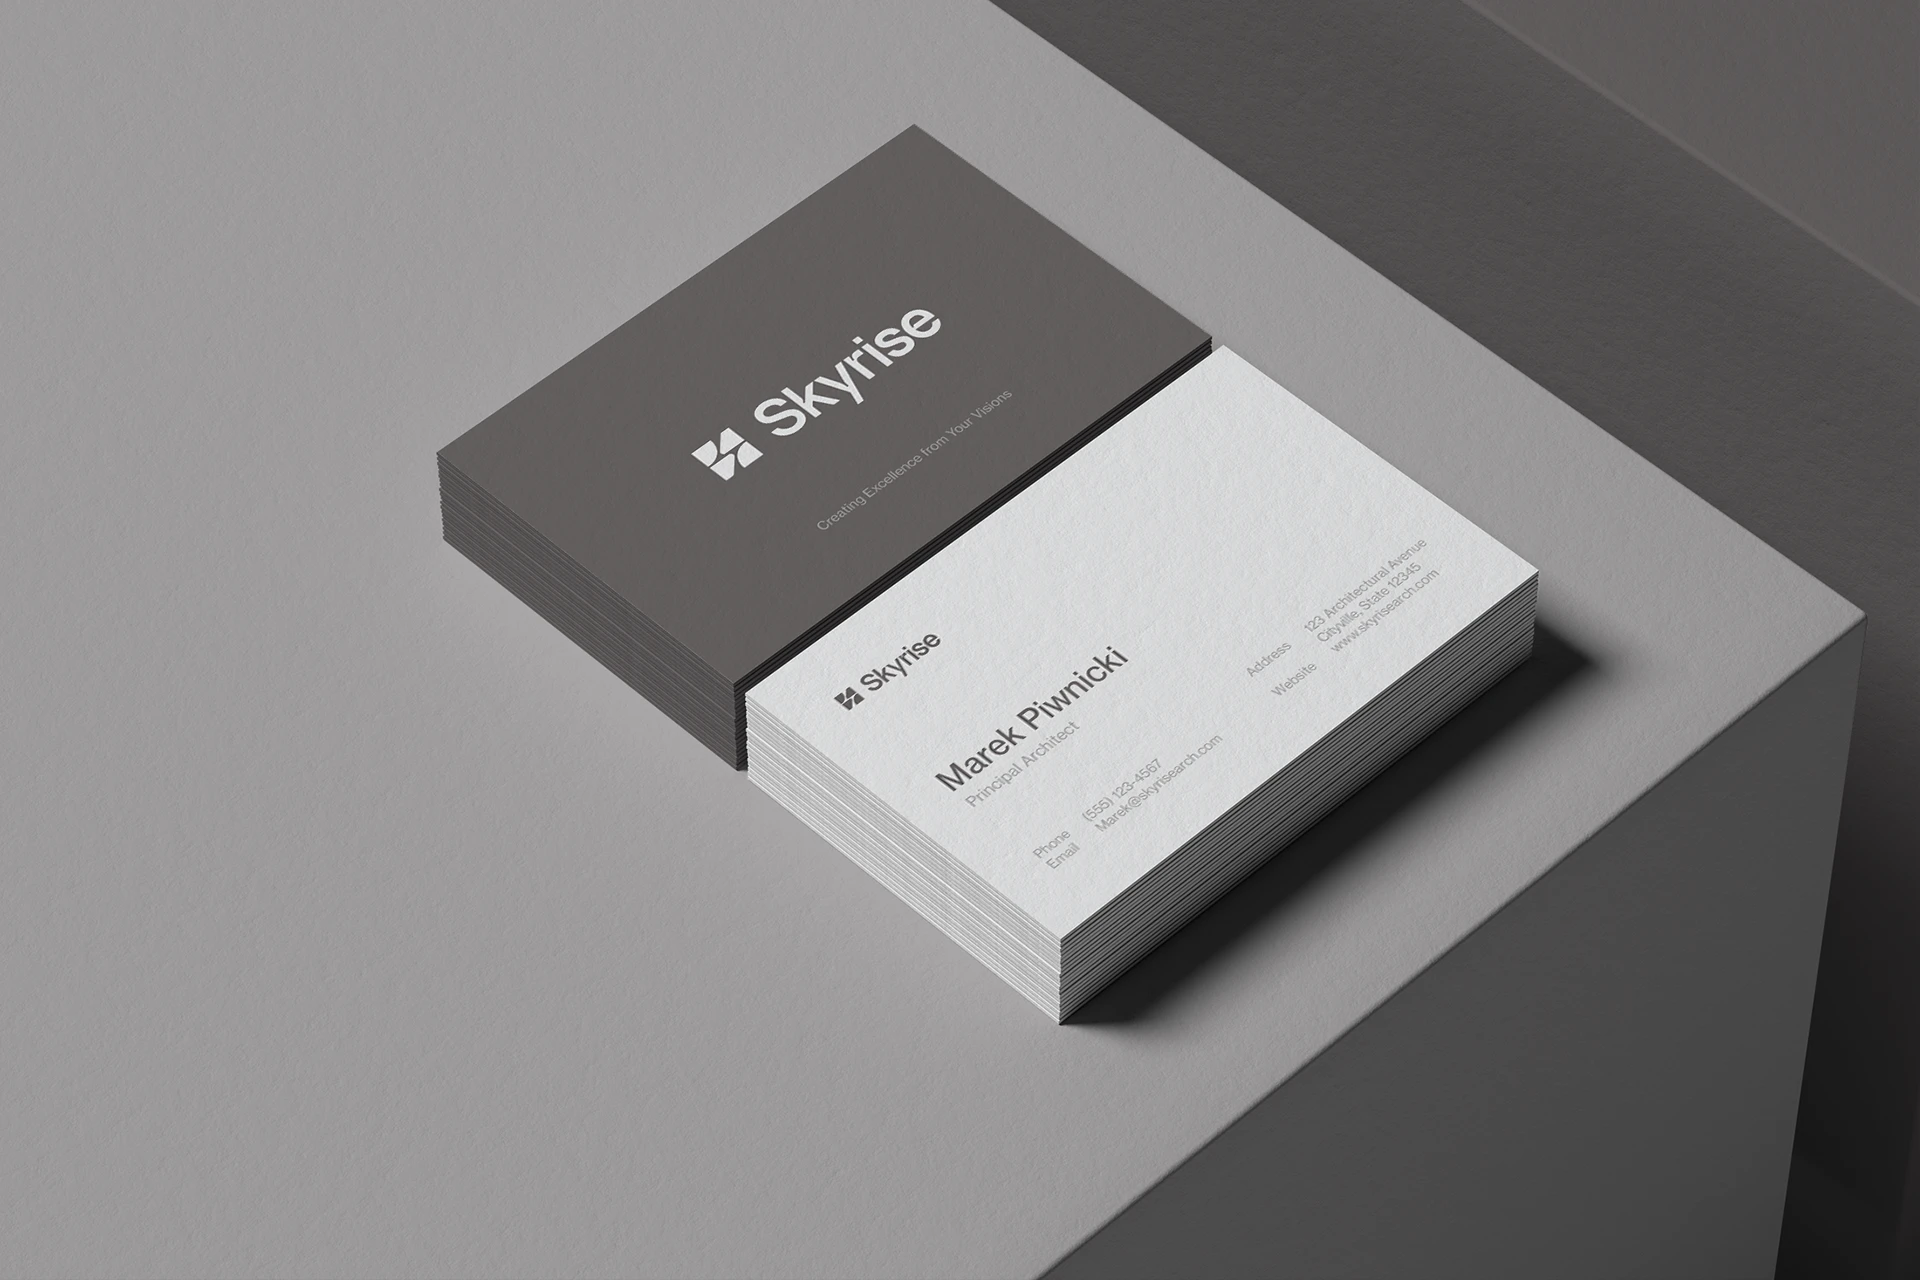 Skyrise
Creating Excellence from Your Visions
Skyrise
Marek Piwnicki
Principal Architect
Phone (555) 123-4567
Email Marek@skyrisearch.com
Address 123 Architectural Avenue
Cityville, State 12345
Website www.skyrisearch.com